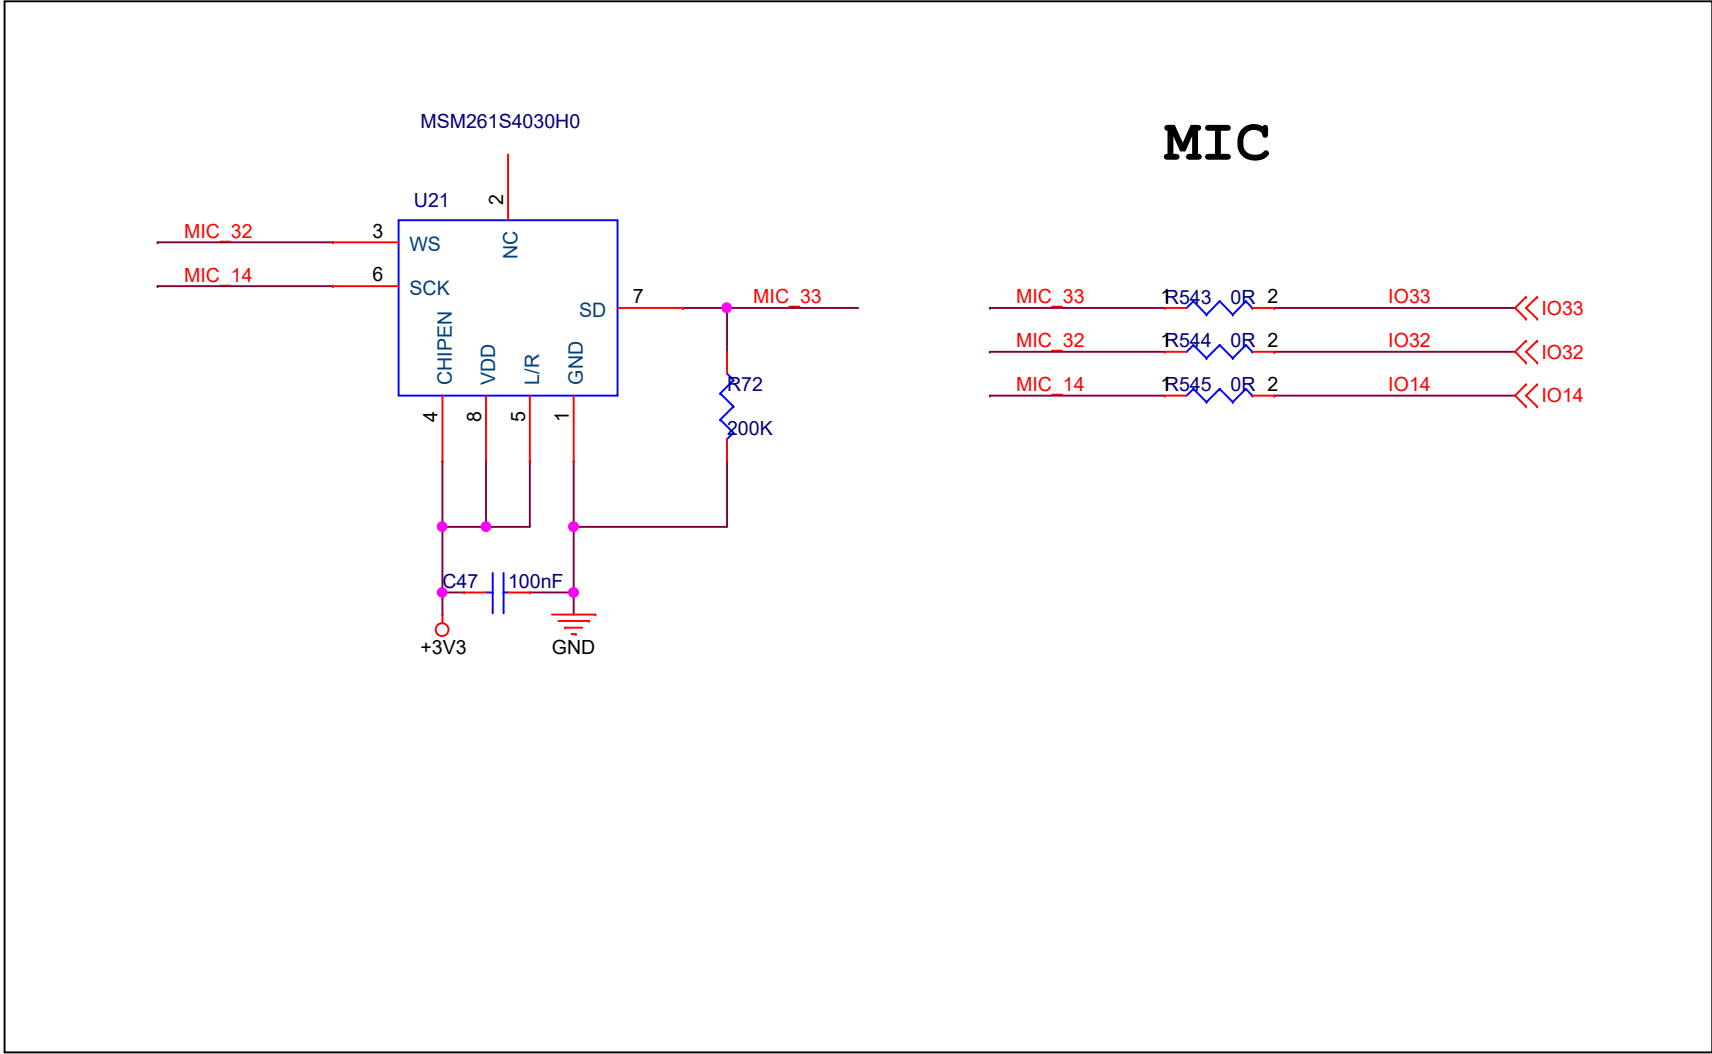 MSM261S4030H0
MIC
U21
2
NC
MIC_32 3 WS
MIC_14 6 SCK
SD 7 MIC_33
CHIPEN VDD L/R GND
4 8 5 1
R72
200K
C47 100nF
+3V3 GND
MIC_33 1 R543 0R 2 IO33 IO33
MIC_32 1 R544 0R 2 IO32 IO32
MIC_14 1 R545 0R 2 IO14 IO14